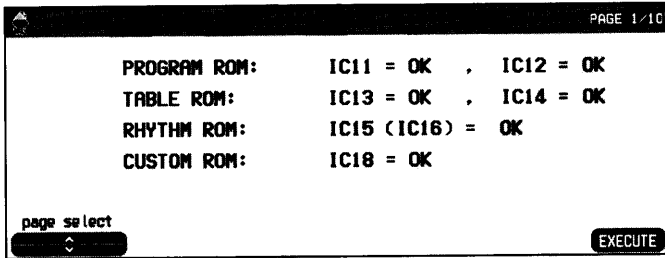 PAGE 1/10
PROGRAM ROM: IC11 = OK , IC12 = OK
TABLE ROM: IC13 = OK , IC14 = OK
RHYTHM ROM: IC15 (IC16) = OK
CUSTOM ROM: IC18 = OK
page select
EXECUTE